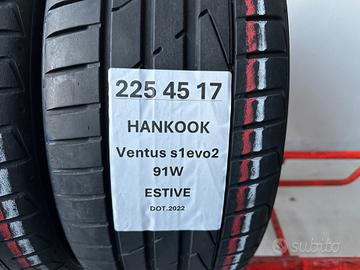 225 45 17
HANKOOK
Ventus s1evo2
91W
ESTIVE
DOT.2022
subito